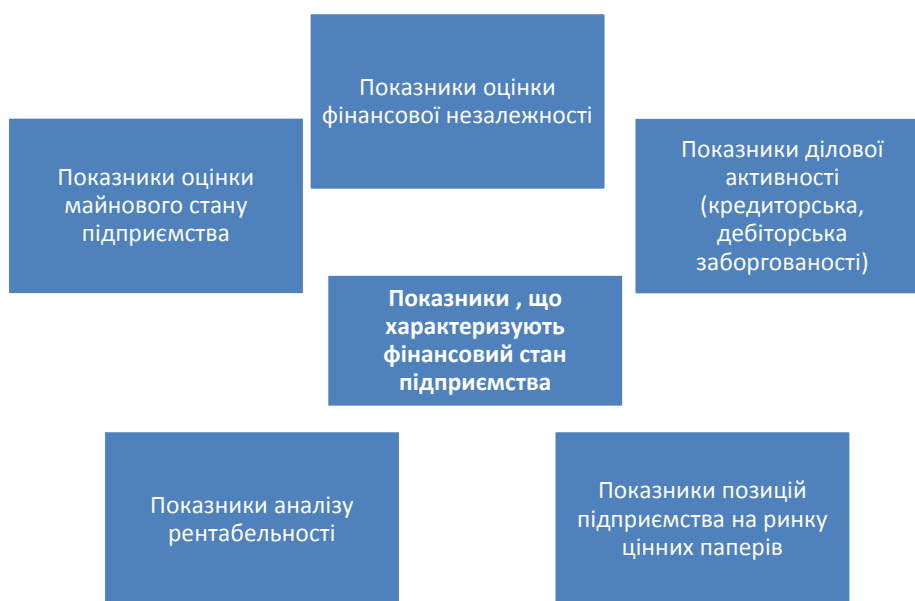 Показники оцінки
фінансової незалежності
Показники оцінки
майнового стану
підприємства
Показники ділової
активності
(кредиторська,
дебіторська
заборгованості)
Показники , що
характеризують
фінансовий стан
підприємства
Показники аналізу
рентабельності
Показники позицій
підприємства на ринку
цінних паперів